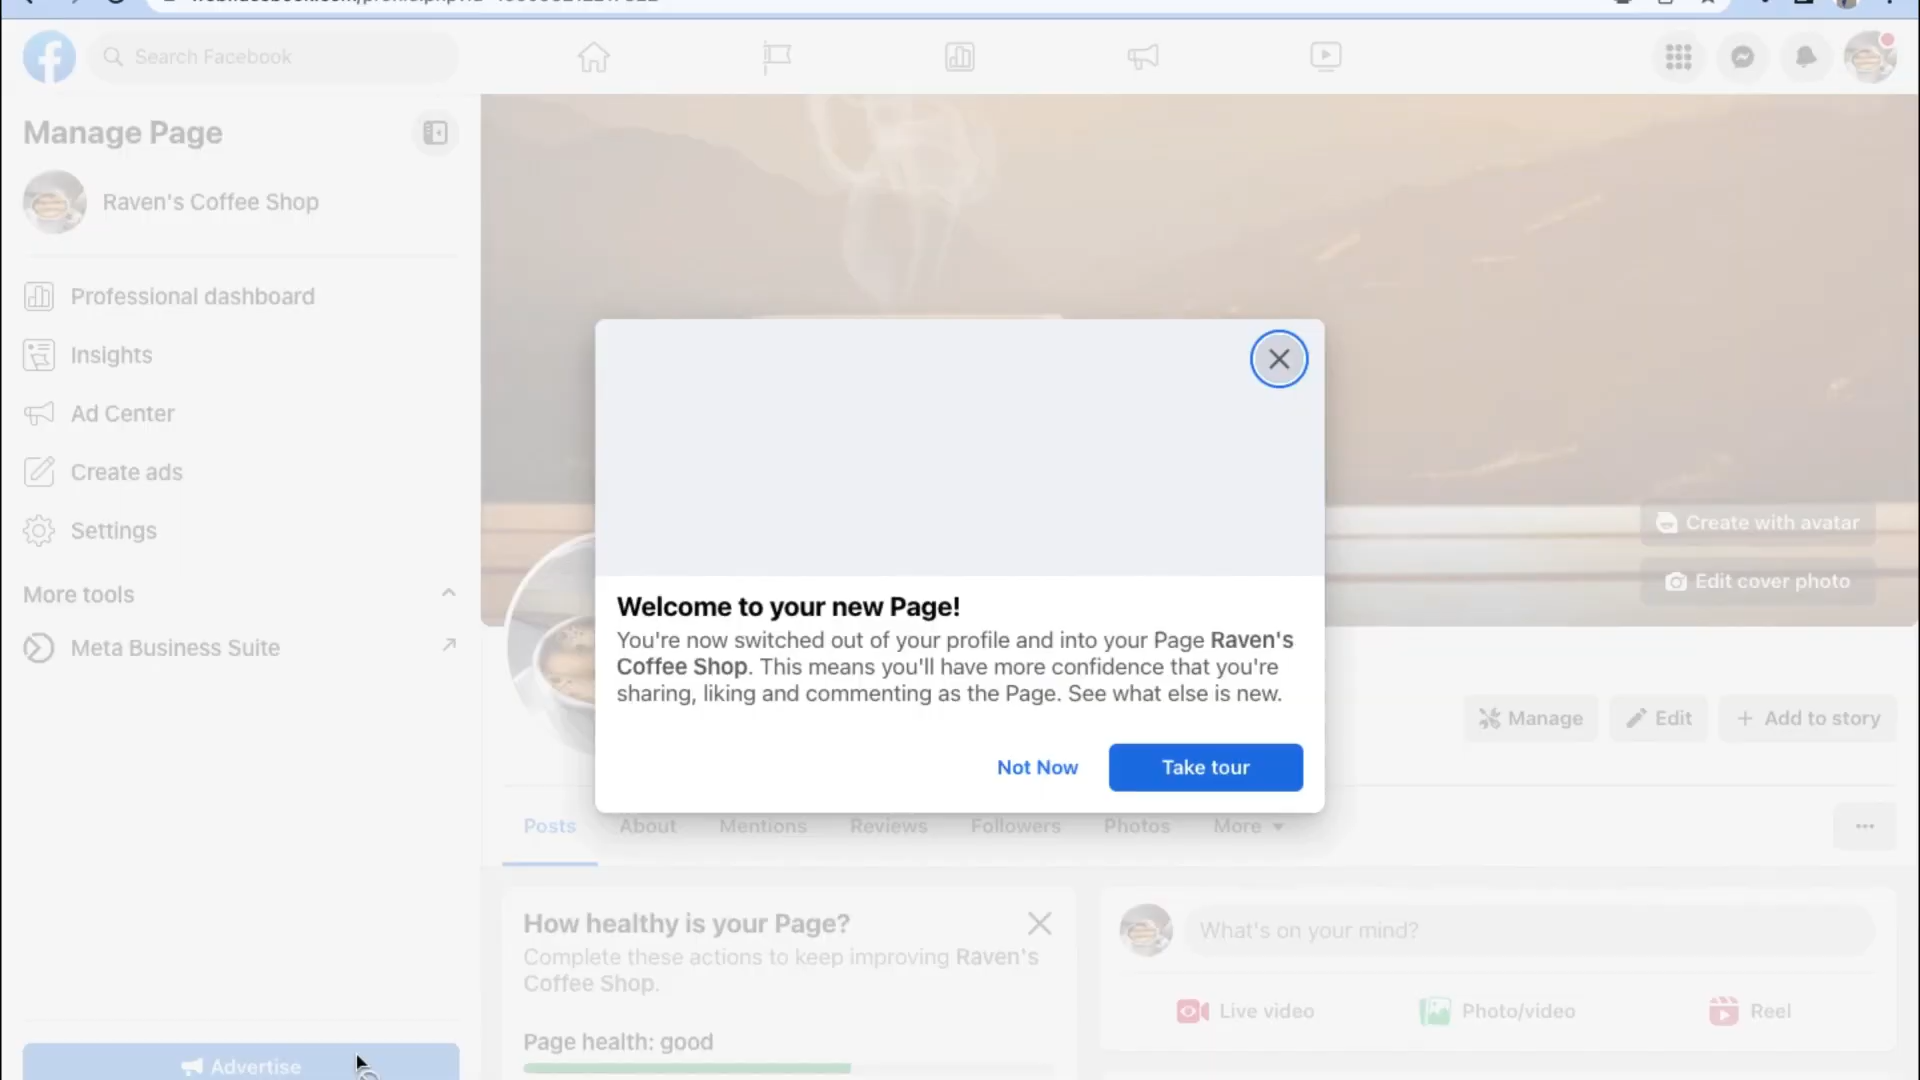 Search Facebook
Manage Page
Raven's Coffee Shop
Professional dashboard
Insights
Ad Center
Create ads
Settings
More tools
Meta Business Suite
Advertise
Create with avatar
Edit cover photo
Welcome to your new Page!
You're now switched out of your profile and into your Page Raven's
Coffee Shop. This means you'll have more confidence that you're
sharing, liking and commenting as the Page. See what else is new.
Not Now
Take tour
Manage
Edit
+ Add to story
Posts
About
Mentions
Reviews
Followers
Photos
More
How healthy is your Page?
Complete these actions to keep improving Raven's
Coffee Shop.
Page health: good
What's on your mind?
Live video
Photo/video
Reel